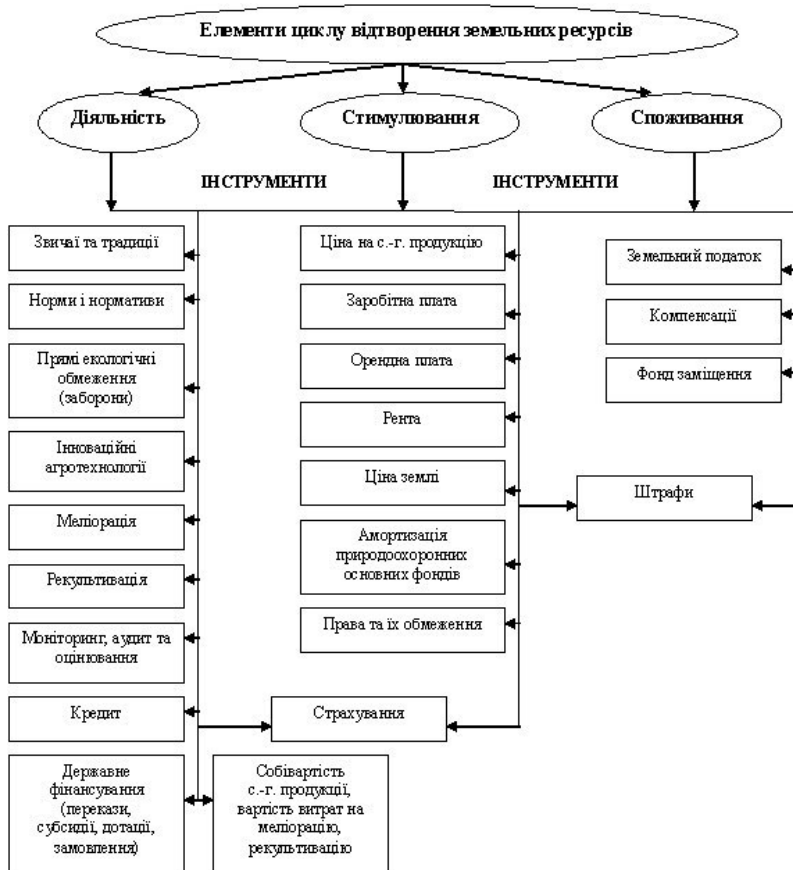 Елементи циклу відтворення земельних ресурсів
Діяльність
Стимулювання
Споживання
ІНСТРУМЕНТИ
ІНСТРУМЕНТИ
Звичаї та традиції
Норми і нормативи
Прямі екологічні
обмеження
(заборони)
Інноваційні
агротехнології
Меліорація
Рекультивація
Моніторинг, аудит та
оцінювання
Кредит
Державне
фінансування
(перекази,
субсидії, дотації,
замовлення)
Ціна на с.-г. продукцію
Заробітна плата
Орендна плата
Рента
Ціна землі
Амортизація
природоохоронних
основних фондів
Права та їх обмеження
Страхування
Собівартість
с.-г. продукції,
вартість витрат на
меліорацію,
рекультивацію
Земельний податок
Компенсації
Фонд заміщення
Штрафи